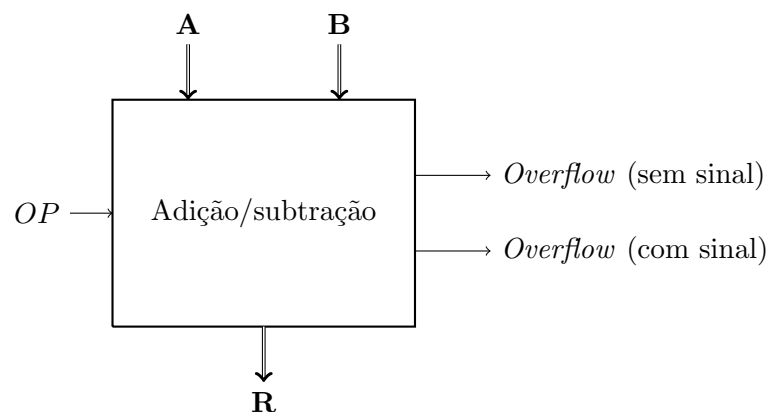 A
B
Overflow (sem sinal)
OP
Adição/subtração
Overflow (com sinal)
R